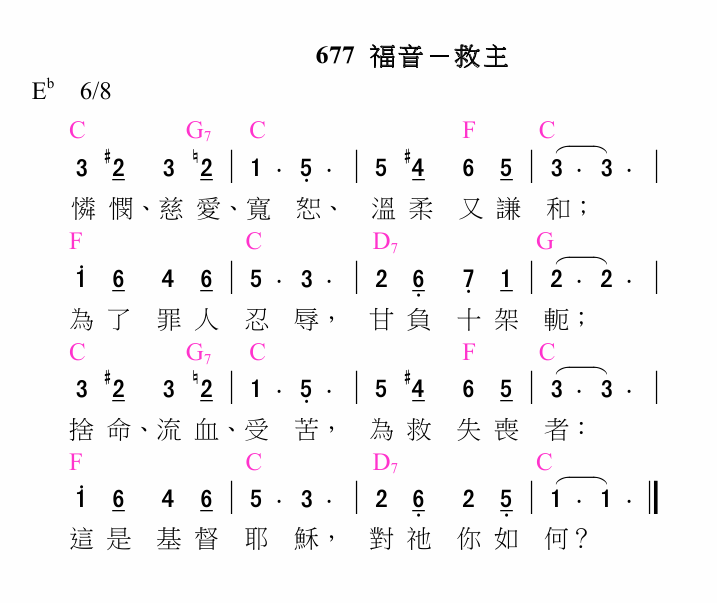 677 福音－救主
E♭ 6/8
C G7 C F C
3 #2 3 ♮2 | 1 · 5 · | 5 #4 6 5 | 3 · 3 · |
憐憫、慈愛、寬恕、溫柔又謙和；
F C D7 G
1 6 4 6 | 5 · 3 · | 2 6 7 1 | 2 · 2 · |
為了罪人忍辱，甘負十架軛；
C G7 C F C
3 #2 3 ♮2 | 1 · 5 · | 5 #4 6 5 | 3 · 3 · |
捨命、流血、受苦，為救失喪者：
F C D7 C
1 6 4 6 | 5 · 3 · | 2 6 2 5 | 1 · 1 · ‖
這是基督耶穌，對祂你如何？